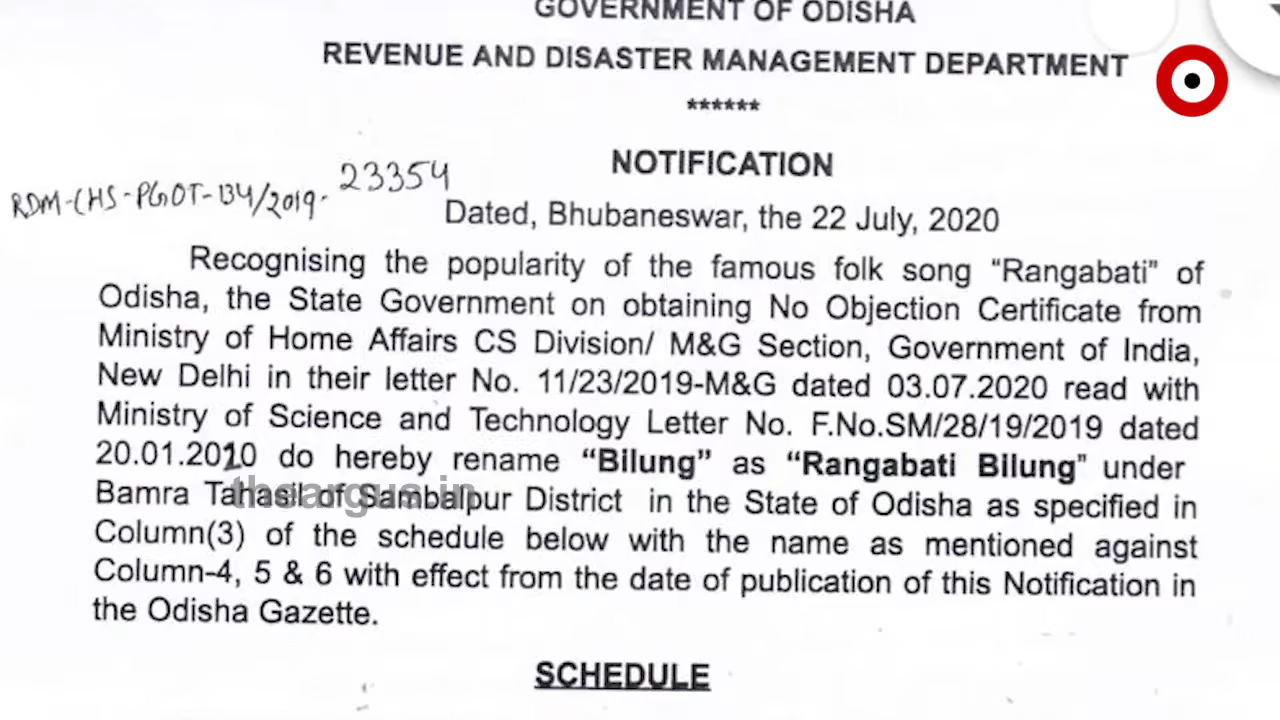 GOVERNMENT OF ODISHA
REVENUE AND DISASTER MANAGEMENT DEPARTMENT
******
NOTIFICATION
RDM-CHS-PGOT-134/2019- 23354
Dated, Bhubaneswar, the 22 July, 2020
Recognising the popularity of the famous folk song “Rangabati” of
Odisha, the State Government on obtaining No Objection Certificate from
Ministry of Home Affairs CS Division/ M&G Section, Government of India,
New Delhi in their letter No. 11/23/2019-M&G dated 03.07.2020 read with
Ministry of Science and Technology Letter No. F.No.SM/28/19/2019 dated
20.01.2020 do hereby rename “Bilung” as “Rangabati Bilung” under
Bamra Tahasil of Sambalpur District in the State of Odisha as specified in
theargus.in
Column(3) of the schedule below with the name as mentioned against
Column-4, 5 & 6 with effect from the date of publication of this Notification in
the Odisha Gazette.
SCHEDULE